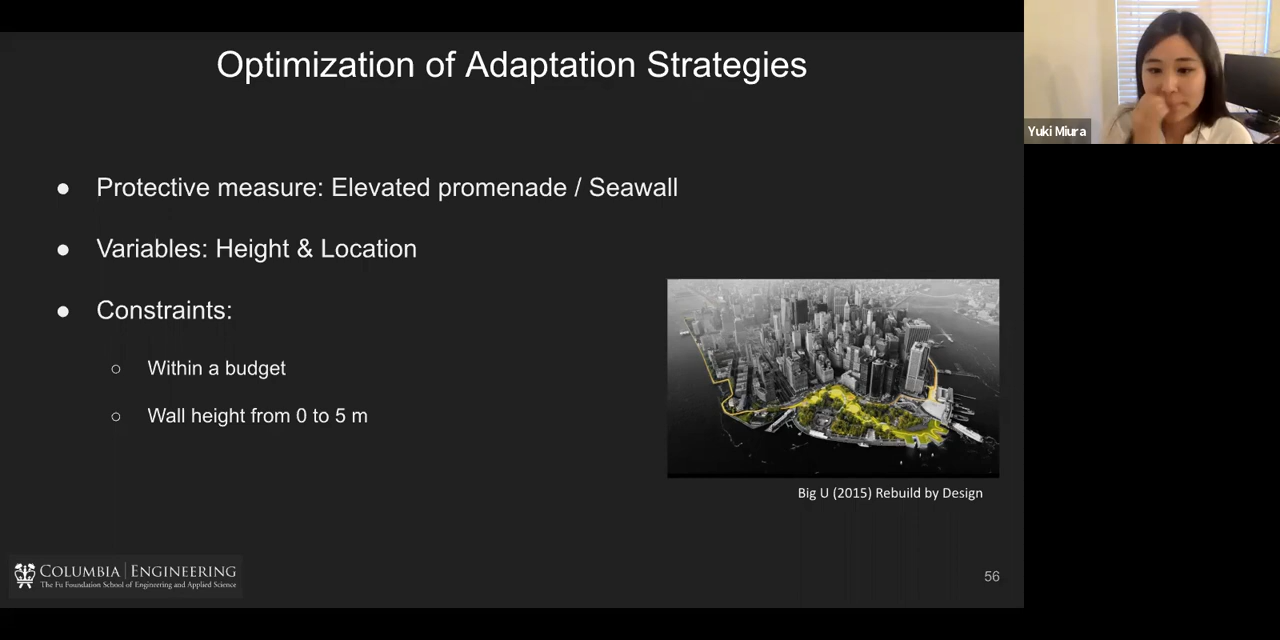 Optimization of Adaptation Strategies
Yuki Miura
● Protective measure: Elevated promenade / Seawall
● Variables: Height & Location
● Constraints:
○ Within a budget
○ Wall height from 0 to 5 m
Big U (2015) Rebuild by Design
COLUMBIA | ENGINEERING
The Fu Foundation School of Engineering and Applied Science
56